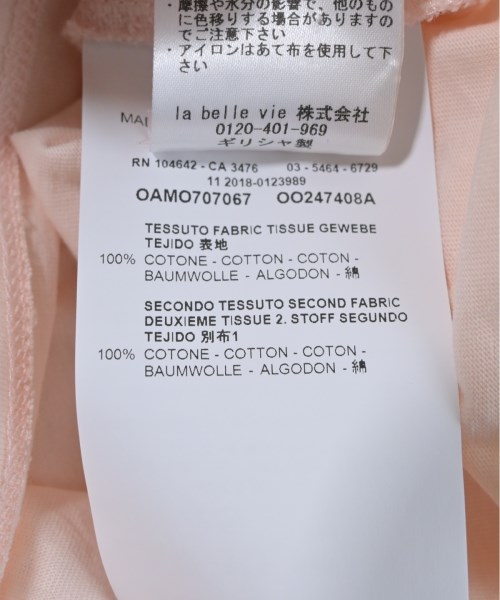 ・摩擦や水分の影響で、他のもの
に色移りする場合がありますの
でご注意下さい
・アイロンはあて布を使用して下
さい
la belle vie 株式会社
0120-401-969
ギリシャ製
MAI
RN 104642 - CA 3476 03 - 5464 - 6729
11 2018-0123989
OAMO707067 OO247408A
TESSUTO FABRIC TISSUE GEWEBE
TEJIDO 表地
100% COTONE - COTTON - COTON -
BAUMWOLLE - ALGODON - 綿
SECONDO TESSUTO SECOND FABRIC
DEUXIEME TISSUE 2. STOFF SEGUNDO
TEJIDO 別布1
100% COTONE - COTTON - COTON -
BAUMWOLLE - ALGODON - 綿